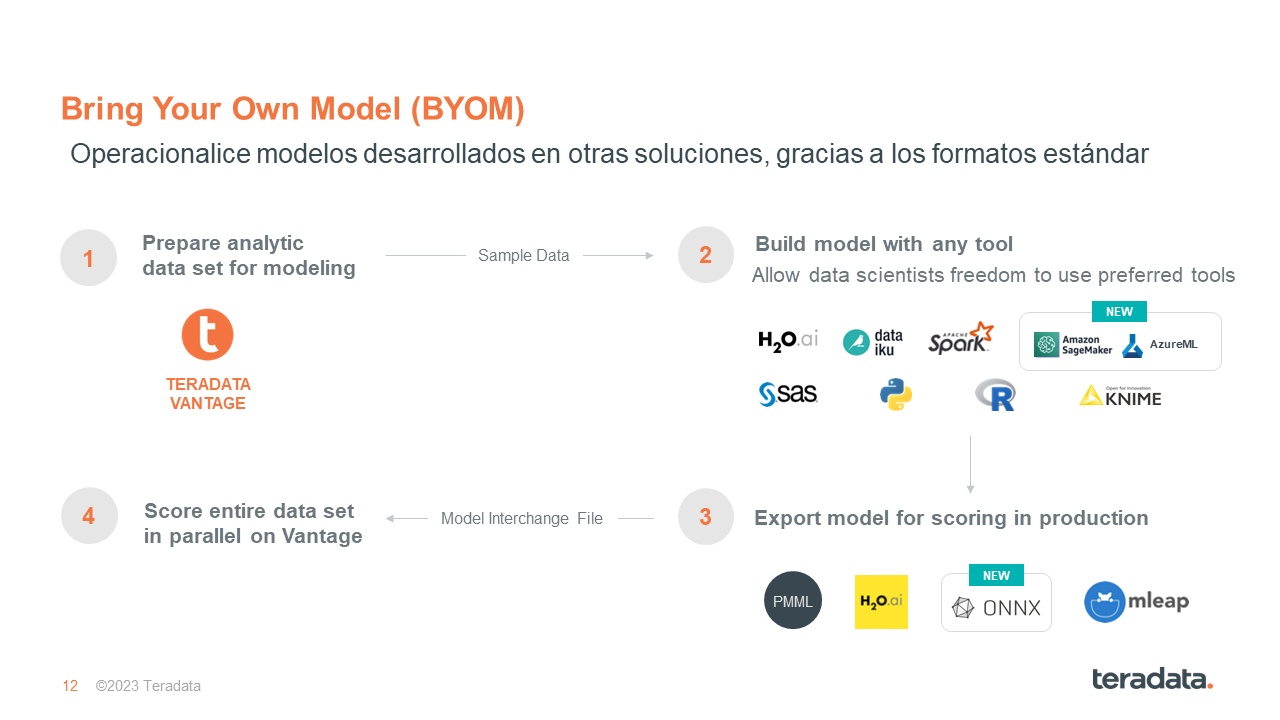 Bring Your Own Model (BYOM)
Operacionalice modelos desarrollados en otras soluciones, gracias a los formatos estándar
1
Prepare analytic
data set for modeling
Sample Data
2
Build model with any tool
Allow data scientists freedom to use preferred tools
t
TERADATA
VANTAGE
NEW
H2O.ai
data
iku
APACHE
Spark
Amazon
SageMaker
AzureML
sas
R
Open for Innovation
KNIME
4
Score entire data set
in parallel on Vantage
Model Interchange File
3
Export model for scoring in production
NEW
PMML
H2O.ai
ONNX
mleap
12
©2023 Teradata
teradata.